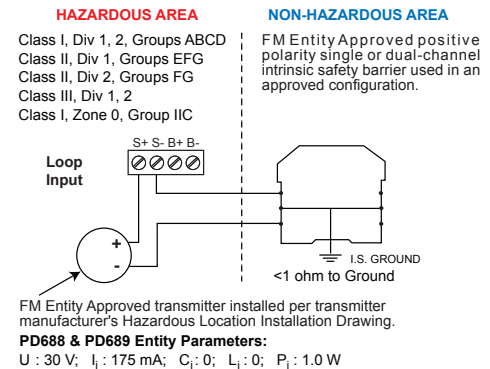 HAZARDOUS AREA
NON-HAZARDOUS AREA
Class I, Div 1, 2, Groups ABCD
Class II, Div 1, Groups EFG
Class II, Div 2, Groups FG
Class III, Div 1, 2
Class I, Zone 0, Group IIC
FM Entity Approved positive
polarity single or dual-channel
intrinsic safety barrier used in an
approved configuration.
S+ S- B+ B-
Loop
Input
+
-
I.S. GROUND
<1 ohm to Ground
FM Entity Approved transmitter installed per transmitter
manufacturer's Hazardous Location Installation Drawing.
PD688 & PD689 Entity Parameters:
U : 30 V; Ii : 175 mA; Ci : 0; Li : 0; Pi : 1.0 W